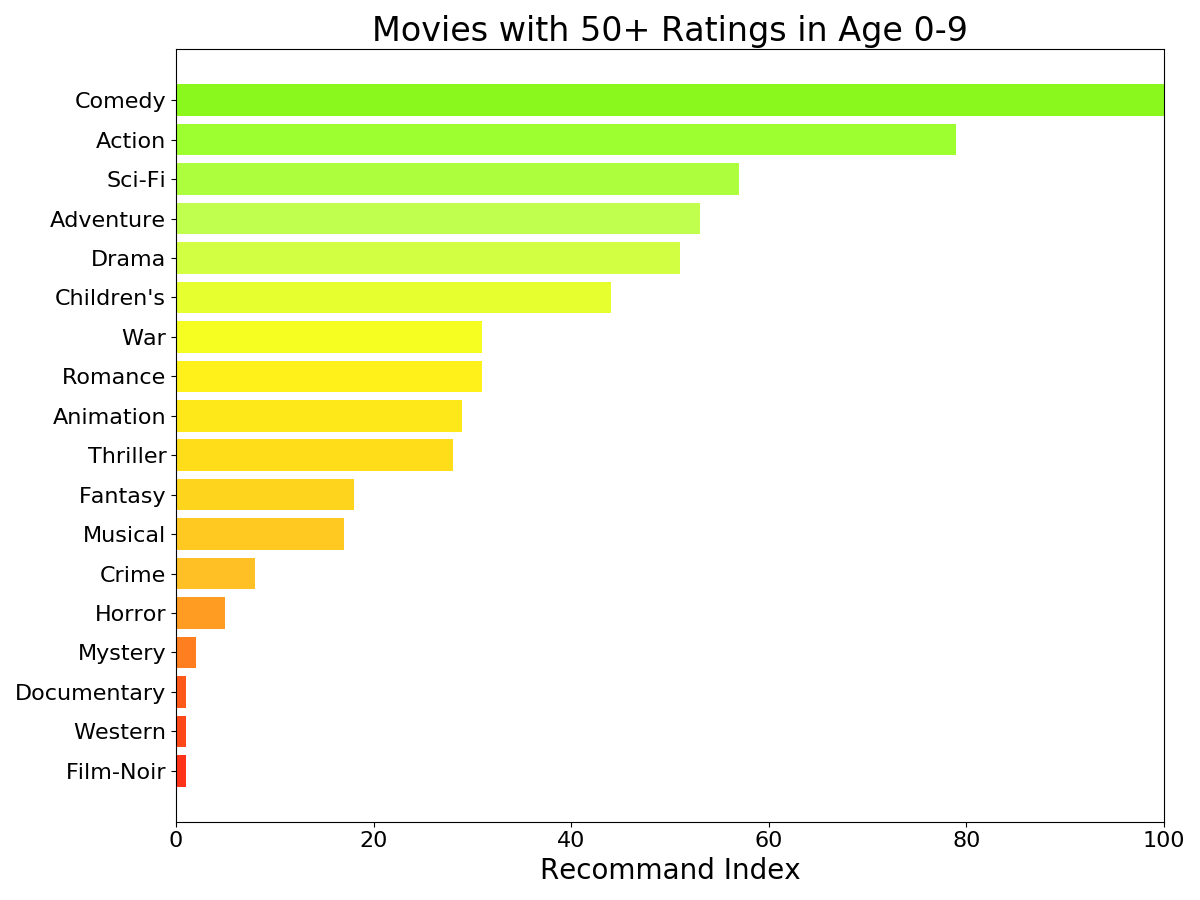 Movies with 50+ Ratings in Age 0-9
Comedy
Action
Sci-Fi
Adventure
Drama
Children's
War
Romance
Animation
Thriller
Fantasy
Musical
Crime
Horror
Mystery
Documentary
Western
Film-Noir
0 20 40 60 80 100
Recommand Index